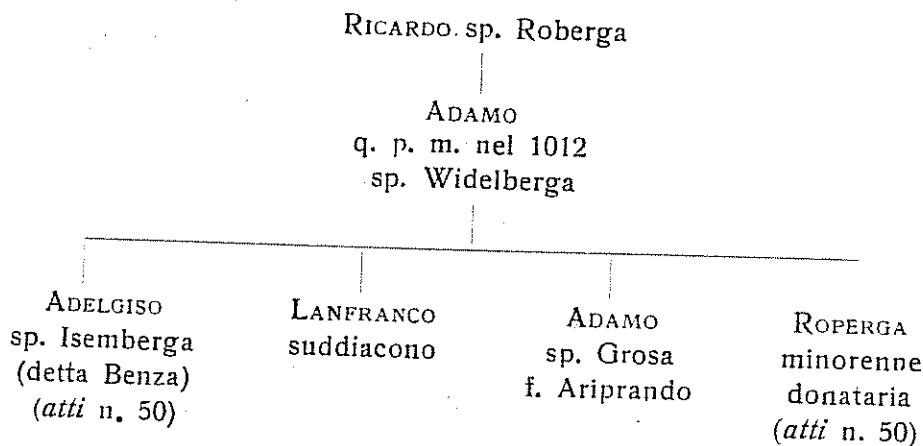 RICARDO. sp. Roberga
ADAMO
q. p. m. nel 1012
sp. Widelberga
ADELGISO
sp. Isemberga
(detta Benza)
(atti n. 50)
LANFRANCO
suddiacono
ADAMO
sp. Grosa
f. Ariprando
ROPERGA
minorenne
donataria
(atti n. 50)